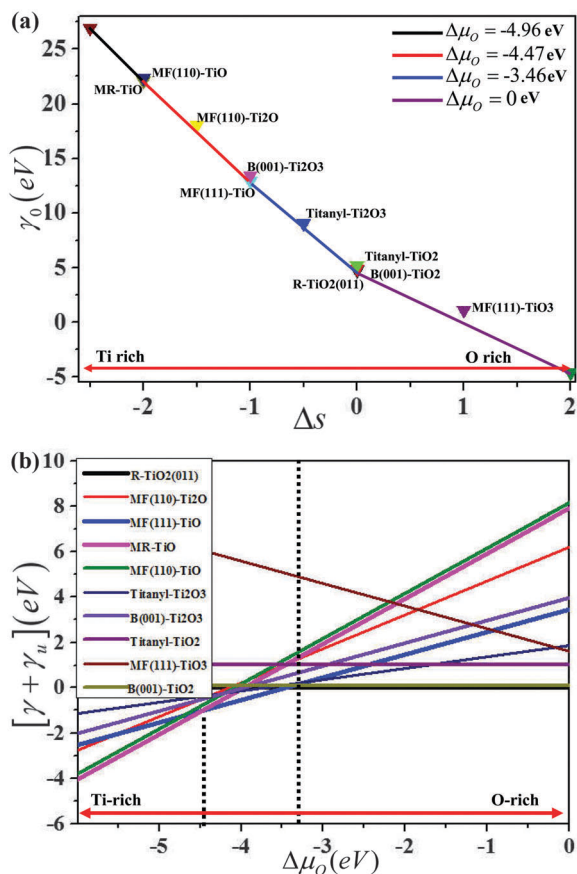 (a)
Δμ_O = -4.96 eV
Δμ_O = -4.47 eV
Δμ_O = -3.46 eV
Δμ_O = 0 eV
25
20
15
10
5
0
-5
γ_0 (eV)
MF(110)-TiO
MR-TiO
MF(110)-Ti2O
B(001)-Ti2O3
MF(111)-TiO
Titanyl-Ti2O3
Titanyl-TiO2
B(001)-TiO2
R-TiO2(011)
MF(111)-TiO3
Ti rich
O rich
-2 -1 0 1 2
Δs
(b)
10
8
6
4
2
0
-2
-4
-6
[γ + γ_u] (eV)
R-TiO2(011)
MF(110)-Ti2O
MF(111)-TiO
MR-TiO
MF(110)-TiO
Titanyl-Ti2O3
B(001)-Ti2O3
Titanyl-TiO2
MF(111)-TiO3
B(001)-TiO2
Ti-rich
O-rich
-5 -4 -3 -2 -1 0
Δμ_O (eV)